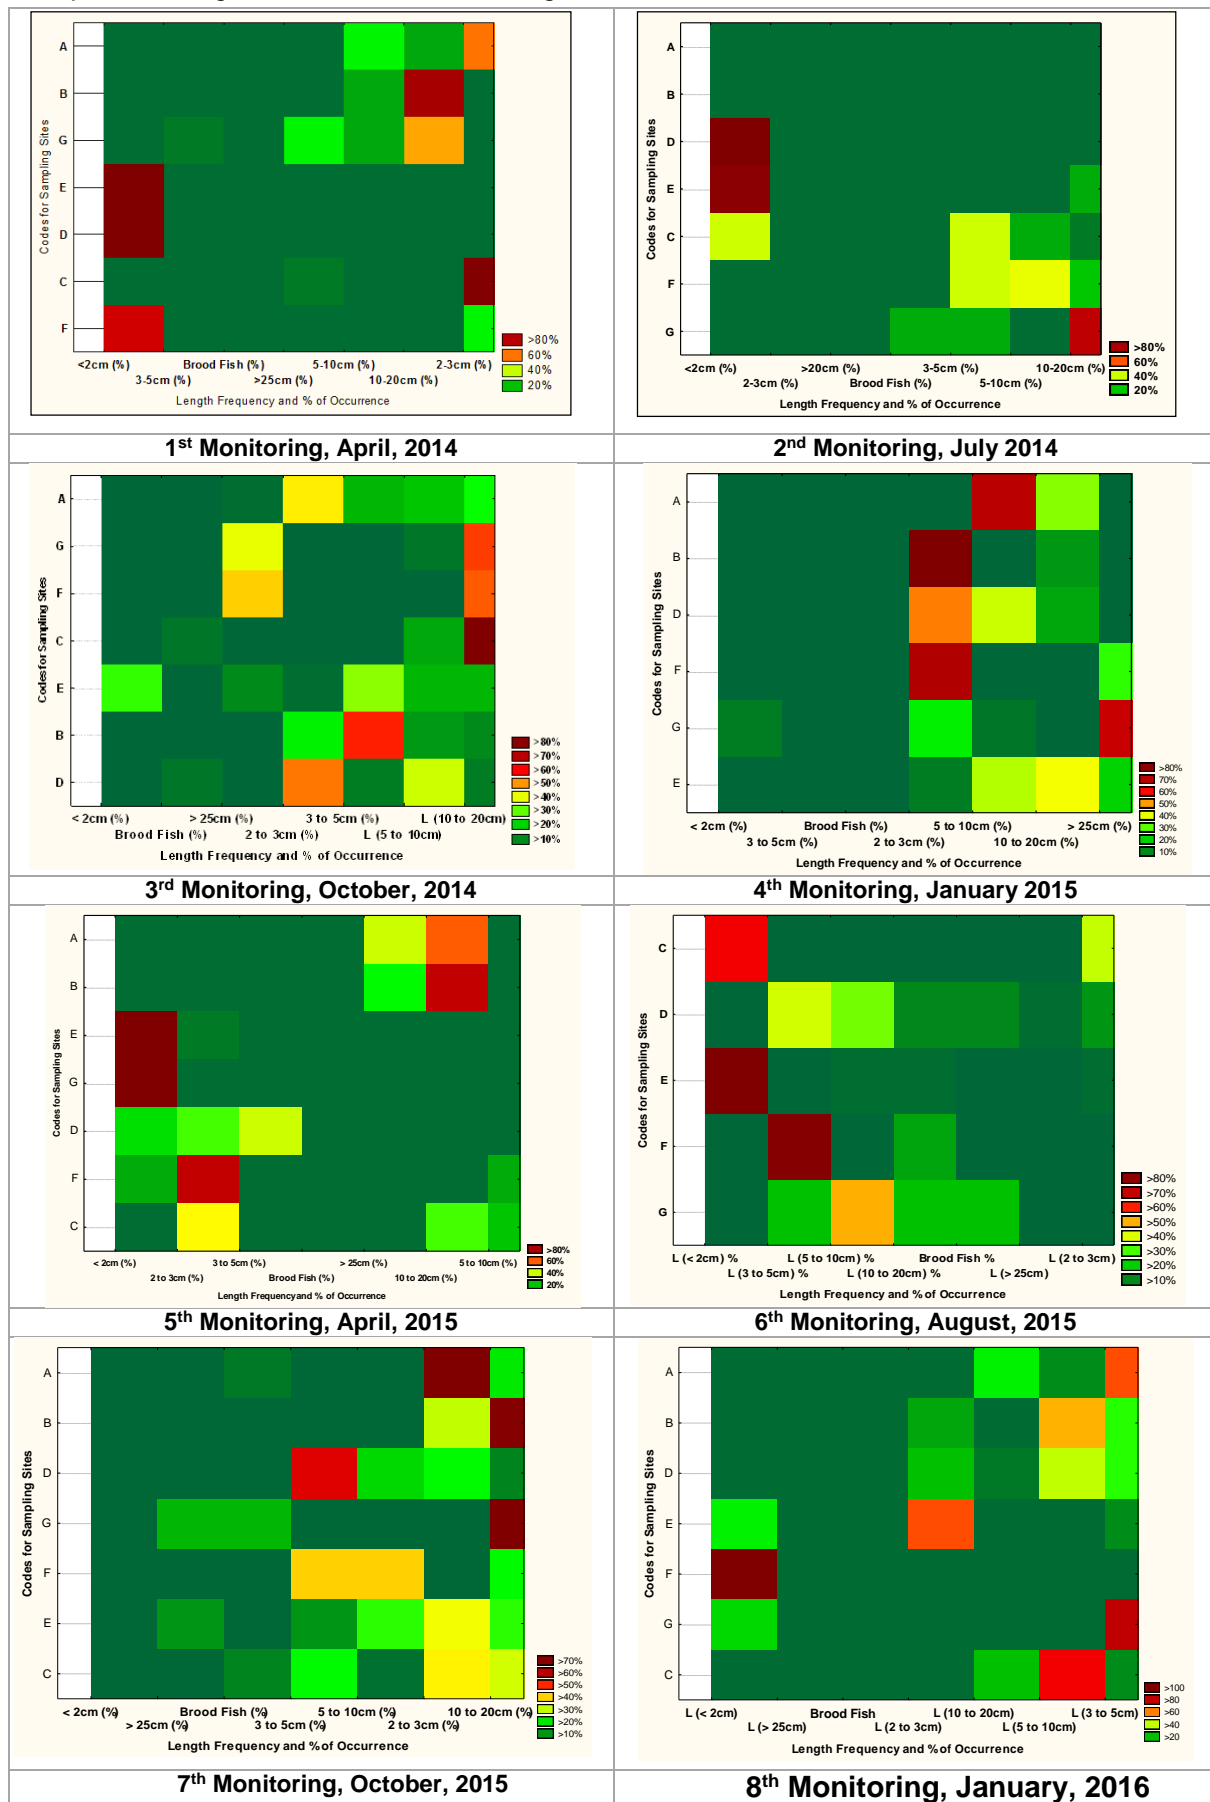 Codes for Sampling Sites
A
B
G
E
D
C
F
>80%
60%
40%
20%
<2cm (%) Brood Fish (%) 5-10cm (%) 2-3cm (%)
3-5cm (%) >25cm (%) 10-20cm (%)
Length Frequency and % of Occurrence
Codes for Sampling Sites
A
B
D
E
C
F
G
>80%
60%
40%
20%
<2cm (%) >20cm (%) 3-5cm (%) 10-20cm (%)
2-3cm (%) Brood Fish (%) 5-10cm (%)
Length Frequency and % of Occurrence
1st Monitoring, April, 2014
2nd Monitoring, July 2014
Codes for Sampling Sites
A
G
F
C
E
B
D
>80%
>70%
>60%
>50%
>40%
>30%
>20%
>10%
< 2cm (%) > 25cm (%) 3 to 5cm (%) L (10 to 20cm)
Brood Fish (%) 2 to 3cm (%) L (5 to 10cm)
Length Frequency and % of Occurrence
Codes for Sampling Sites
A
B
D
F
G
E
>80%
70%
60%
50%
40%
30%
20%
10%
< 2cm (%) Brood Fish (%) 5 to 10cm (%) > 25cm (%)
3 to 5cm (%) 2 to 3cm (%) 10 to 20cm (%)
Length Frequency and % of Occurrence
3rd Monitoring, October, 2014
4th Monitoring, January 2015
Codes for Sampling Sites
A
B
E
G
D
F
C
>80%
60%
40%
20%
< 2cm (%) 3 to 5cm (%) > 25cm (%) 5 to 10cm (%)
2 to 3cm (%) Brood Fish (%) 10 to 20cm (%)
Length Frequencyand % of Occurrence
Codes for Sampling Sites
C
D
E
F
G
>80%
>70%
>60%
>50%
>40%
>30%
>20%
>10%
L (< 2cm) % L (5 to 10cm) % Brood Fish % L (2 to 3cm)
L (3 to 5cm) % L (10 to 20cm) % L (> 25cm)
Length Frequency and % of Occurrence
5th Monitoring, April, 2015
6th Monitoring, August, 2015
Codes for Sampling Sites
A
B
D
G
F
E
C
>70%
>60%
>50%
>40%
>30%
>20%
>10%
< 2cm (%) Brood Fish (%) 5 to 10cm (%) 10 to 20cm (%)
> 25cm (%) 3 to 5cm (%) 2 to 3cm (%)
Length Frequency and %of Occurrence
Codes for Sampling Sites
A
B
D
E
F
G
C
>100
>80
>60
>40
>20
L (< 2cm) Brood Fish L (10 to 20cm) L (3 to 5cm)
L (> 25cm) L (2 to 3cm) L (5 to 10cm)
Length Frequency and % of Occurrence
7th Monitoring, October, 2015
8th Monitoring, January, 2016